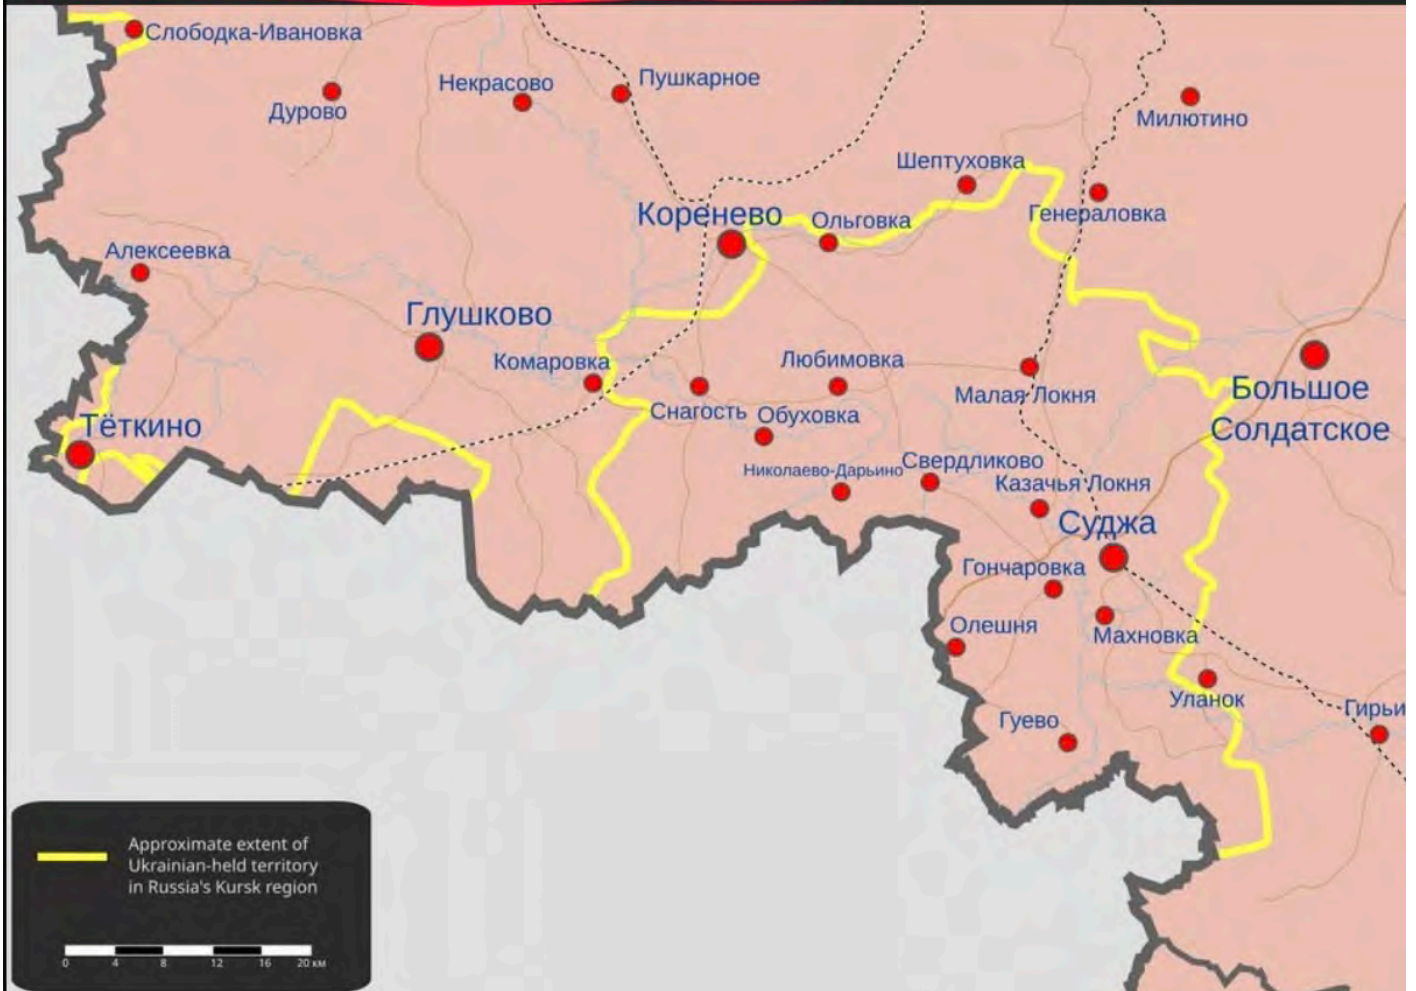 Слободка-Ивановка
Дурово
Некрасово
Пушкарное
Милютино
Шептуховка
Коренево
Ольговка
Генераловка
Алексеевка
Глушково
Комаровка
Любимовка
Малая Локня
Большое
Солдатское
Снагость
Обуховка
Тёткино
Николаево-Дарьино
Свердликово
Казачья Локня
Суджа
Гончаровка
Олешня
Махновка
Уланок
Гуево
Гирьи
Approximate extent of
Ukrainian-held territory
in Russia's Kursk region
0 4 8 12 16 20 км